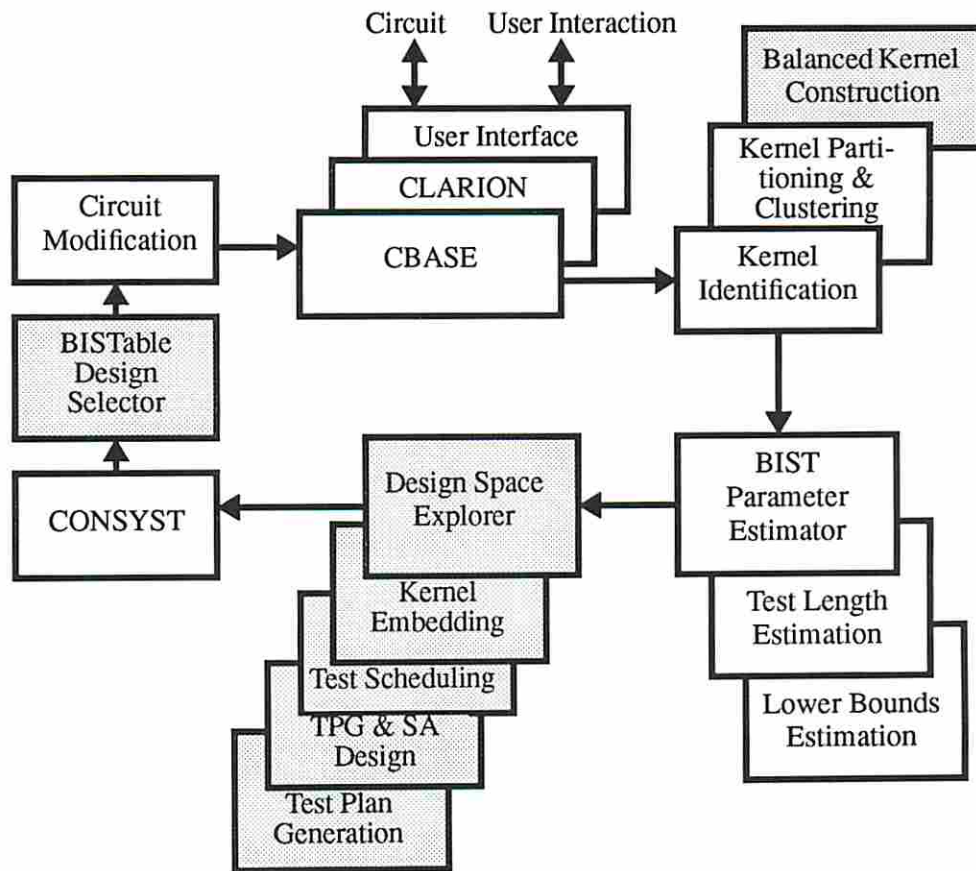 Circuit
User Interaction
User Interface
CLARION
CBASE
Balanced Kernel
Construction
Kernel Parti-
tioning &
Clustering
Kernel
Identification
Circuit
Modification
BISTable
Design
Selector
CONSYST
Design Space
Explorer
Kernel
Embedding
Test Scheduling
TPG & SA
Design
Test Plan
Generation
BIST
Parameter
Estimator
Test Length
Estimation
Lower Bounds
Estimation